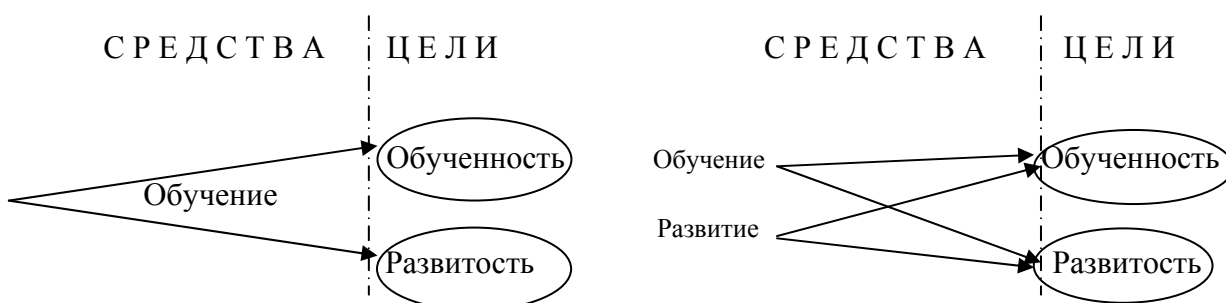 С Р Е Д С Т В А Ц Е Л И
Обучение
Обученность
Развитость
С Р Е Д С Т В А Ц Е Л И
Обучение
Развитие
Обученность
Развитость